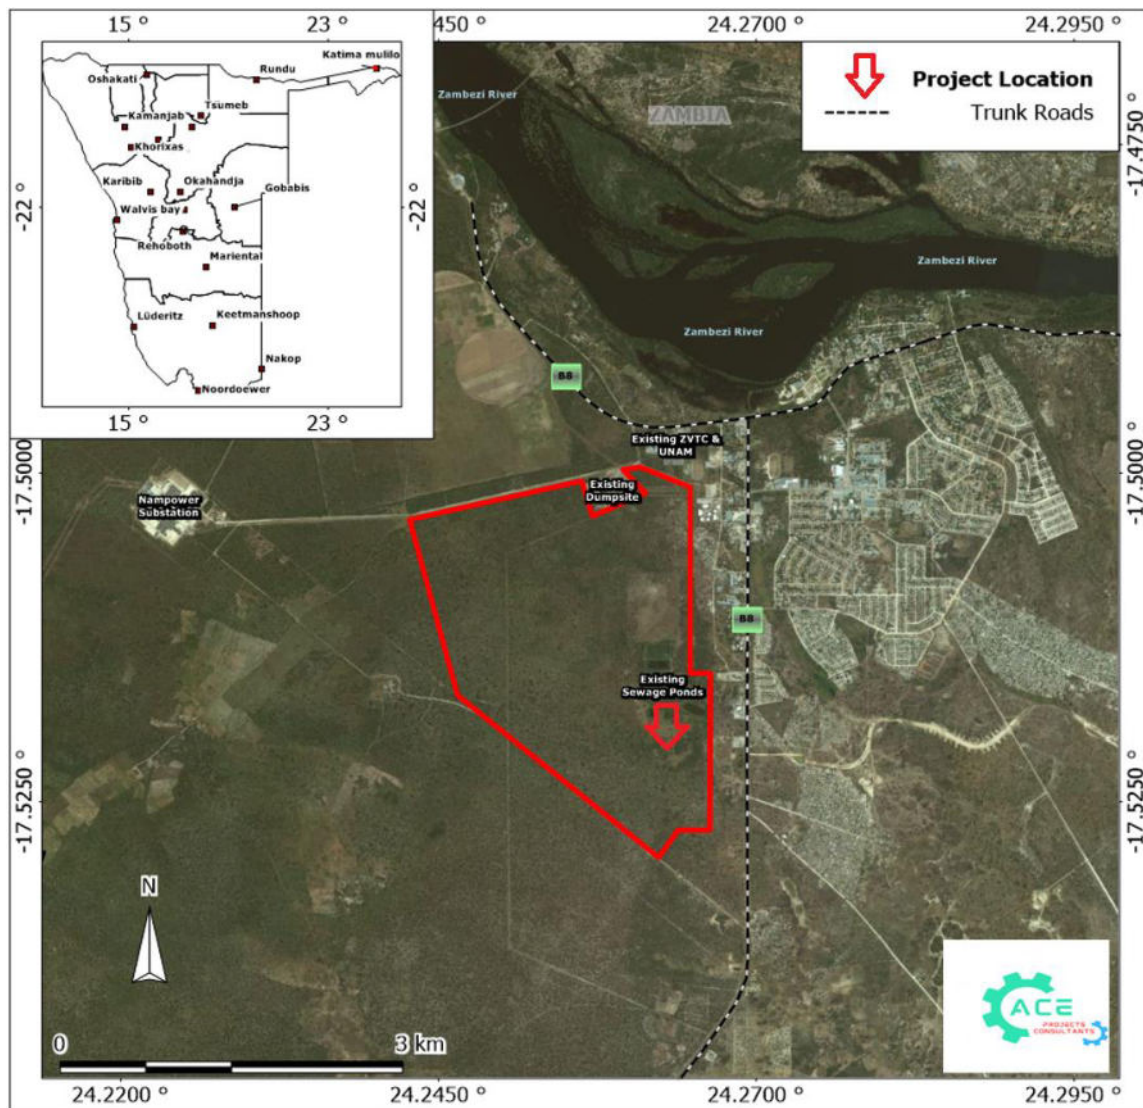 15 °
23 °
450
24.2700 °
24.2950 °
Katima mulilo
Oshakati
Rundu
Tsumeb
Kamanjab
Khorixas
Karibib
Okahandja
Gobabis
Walvis bay
Rehoboth
Mariental
Lüderitz
Keetmanshoop
Nakop
Noordoewer
-22 °
-22 °
15 °
23 °
Zambezi River
ZAMBIA
Project Location
Trunk Roads
-17.4750 °
Zambezi River
Zambezi River
B8
Existing ZVTC &
UNAM
Existing
Dumpsite
Nampower
Substation
-17.5000 °
-17.5000 °
B8
Existing
Sewage Ponds
-17.5250 °
-17.5250 °
N
0
3 km
ACE
PROJECTS
CONSULTANTS
24.2200 °
24.2450 °
24.2700 °
24.2950 °